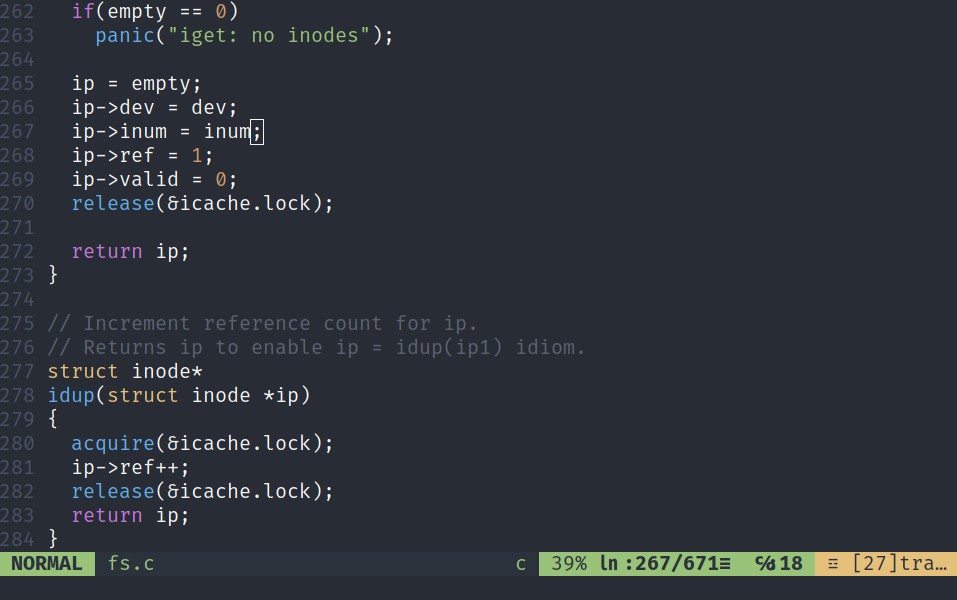 262   if(empty == 0)
263     panic("iget: no inodes");
264
265   ip = empty;
266   ip->dev = dev;
267   ip->inum = inum;
268   ip->ref = 1;
269   ip->valid = 0;
270   release(&icache.lock);
271
272   return ip;
273 }
274
275 // Increment reference count for ip.
276 // Returns ip to enable ip = idup(ip1) idiom.
277 struct inode*
278 idup(struct inode *ip)
279 {
280   acquire(&icache.lock);
281   ip->ref++;
282   release(&icache.lock);
283   return ip;
284 }
NORMAL fs.c c 39% ln :267/671≡ ℅:18 Ξ [27]tra…